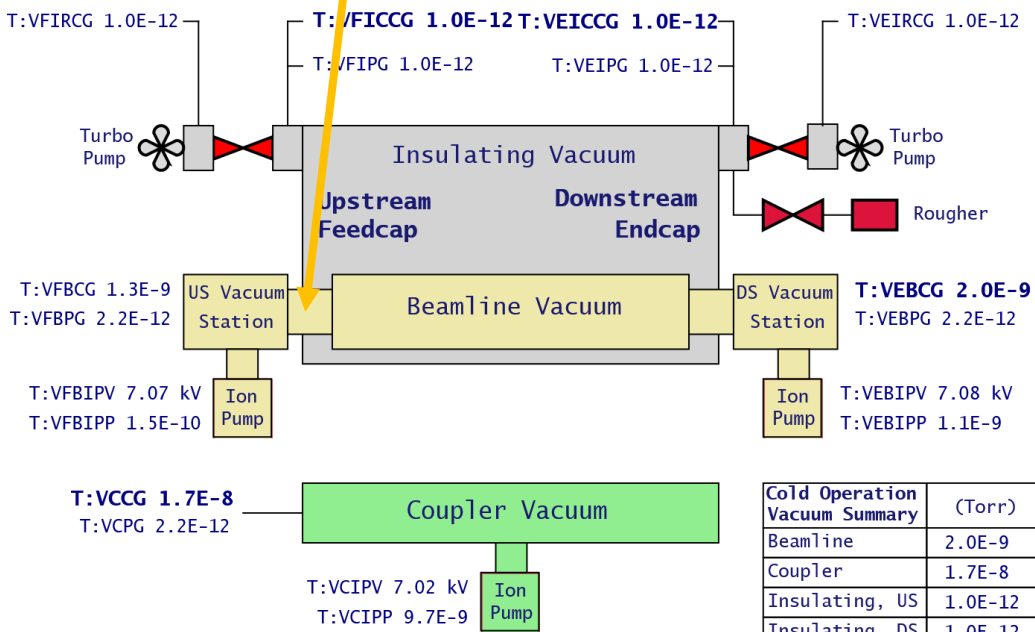 T:VFIRCG 1.0E-12
T:VFICCG 1.0E-12
T:VEICCG 1.0E-12
T:VEIRCG 1.0E-12
T:VFIPG 1.0E-12
T:VEIPG 1.0E-12
Turbo
Pump
Insulating Vacuum
Turbo
Pump
Upstream
Feedcap
Downstream
Endcap
Rougher
T:VFBCG 1.3E-9
T:VFBPG 2.2E-12
US Vacuum
Station
Beamline Vacuum
DS Vacuum
Station
T:VEBCG 2.0E-9
T:VEBPG 2.2E-12
T:VFBIPV 7.07 kV
T:VFBIPP 1.5E-10
Ion
Pump
Ion
Pump
T:VEBIPV 7.08 kV
T:VEBIPP 1.1E-9
T:VCCG 1.7E-8
T:VCPG 2.2E-12
Coupler Vacuum
T:VCIPV 7.02 kV
T:VCIPP 9.7E-9
Ion
Pump
Cold Operation
Vacuum Summary (Torr)
Beamline 2.0E-9
Coupler 1.7E-8
Insulating, US 1.0E-12
Insulating, DS 1.0E-12